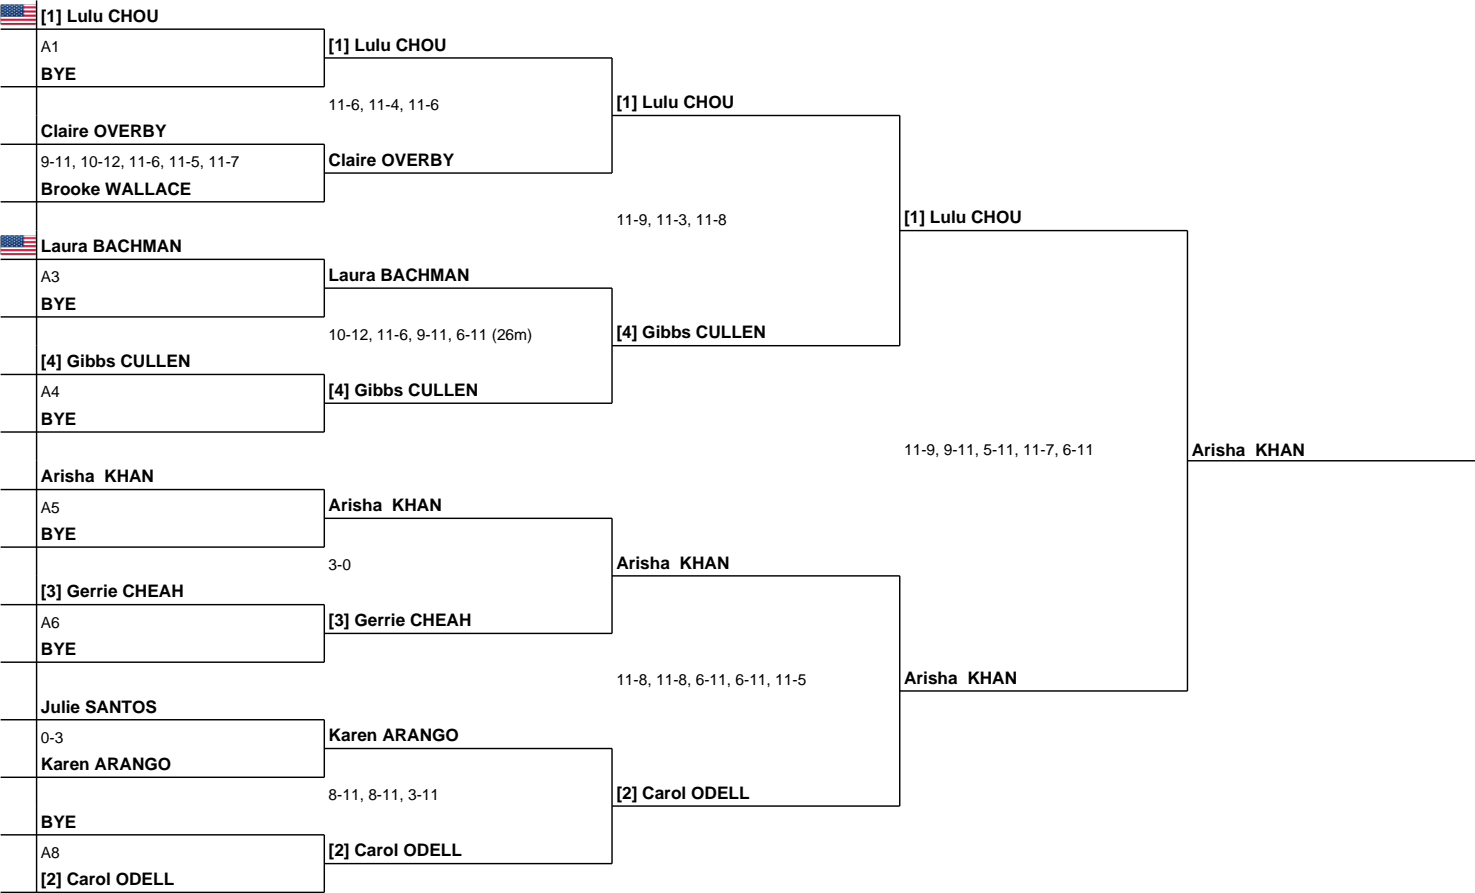 [1] Lulu CHOU
A1
BYE
Claire OVERBY
9-11, 10-12, 11-6, 11-5, 11-7
Brooke WALLACE
Laura BACHMAN
A3
BYE
[4] Gibbs CULLEN
A4
BYE
Arisha KHAN
A5
BYE
[3] Gerrie CHEAH
A6
BYE
Julie SANTOS
0-3
Karen ARANGO
BYE
A8
[2] Carol ODELL
[1] Lulu CHOU
11-6, 11-4, 11-6
Claire OVERBY
Laura BACHMAN
10-12, 11-6, 9-11, 6-11 (26m)
[4] Gibbs CULLEN
Arisha KHAN
3-0
[3] Gerrie CHEAH
Karen ARANGO
8-11, 8-11, 3-11
[2] Carol ODELL
[1] Lulu CHOU
11-9, 11-3, 11-8
[4] Gibbs CULLEN
Arisha KHAN
11-8, 11-8, 6-11, 6-11, 11-5
[2] Carol ODELL
[1] Lulu CHOU
11-9, 9-11, 5-11, 11-7, 6-11
Arisha KHAN
Arisha KHAN